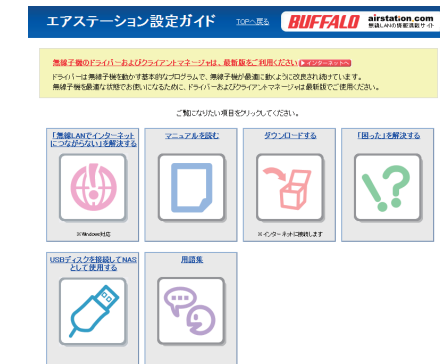 エアステーション設定ガイド TOPへ戻る BUFFALO airstation.com
無線LANの情報満載サイト
無線子機のドライバーおよびクライアントマネージャは、最新版をご利用ください インターネットへ
ドライバーは無線子機を動かす基本的なプログラムで、無線子機が最適に動くように改良され続けています。
無線子機を最適な状態でお使いになるために、ドライバーおよびクライアントマネージャは最新版でご使用ください。
ご覧になりたい項目をクリックしてください。
「無線LANでインターネット
につながらない」を解決する
マニュアルを読む
ダウンロードする
「困った」を解決する
※Windows対応
※インターネットに接続します
USBディスクを接続してNAS
として使用する
用語集